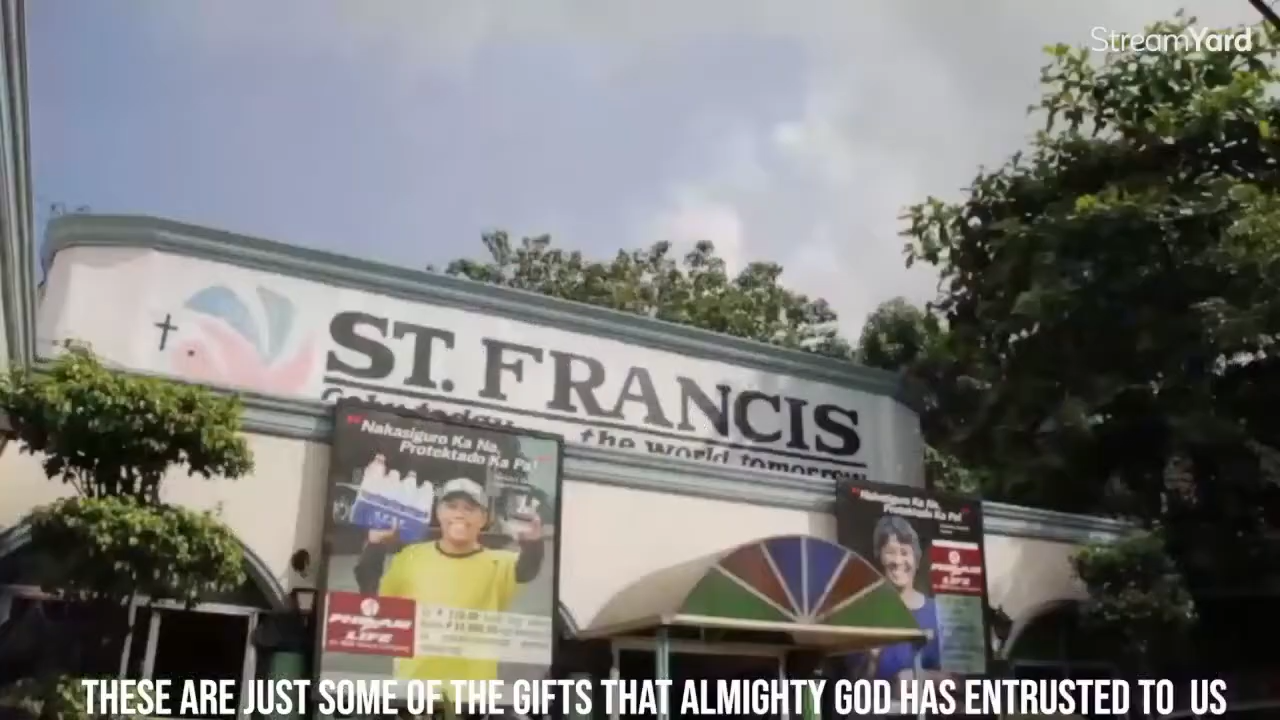 StreamYard
ST. FRANCIS
the world tomorrow
"Nakasiguro Ka Na,
Protektado Ka Pa!"
"Nakasiguro Ka Na,
Protektado Ka Pa!"
PHILAM
LIFE
PHILAM
LIFE
THESE ARE JUST SOME OF THE GIFTS THAT ALMIGHTY GOD HAS ENTRUSTED TO US